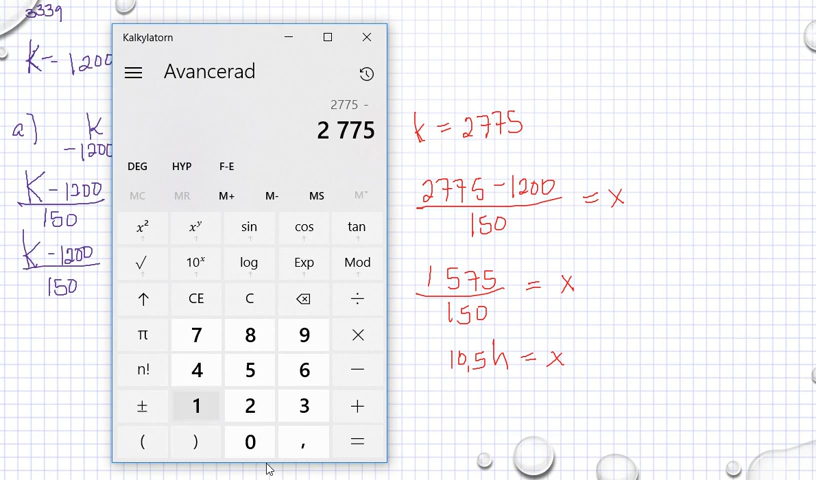 3339
K - 1200
a)
K
-1200
K - 1200
150
K - 1200
150
Kalkylatorn
Avancerad
2775 -
2 775
DEG HYP F-E
MC MR M+ M- MS M˅
x² xʸ sin cos tan
√ 10ˣ log Exp Mod
↑ CE C ⌫ ÷
π 7 8 9 ×
n! 4 5 6 −
± 1 2 3 +
( ) 0 , =
k = 2775
2775 - 1200
150
= x
1575
150
= x
10,5h = x